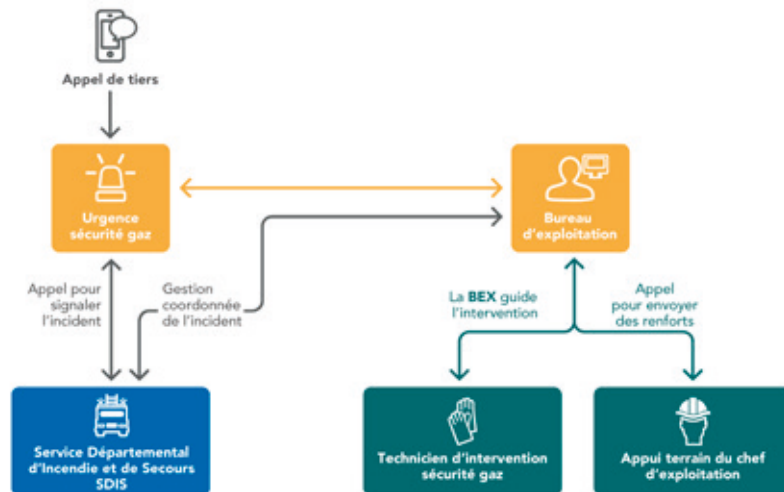 Appel de tiers
Urgence
sécurité gaz
Bureau
d'exploitation
Appel pour
signaler
l'incident
Gestion
coordonnée
de l'incident
La BEX guide
l'intervention
Appel
pour envoyer
des renforts
Service Départemental
d'Incendie et de Secours
SDIS
Technicien d'intervention
sécurité gaz
Appui terrain du chef
d'exploitation